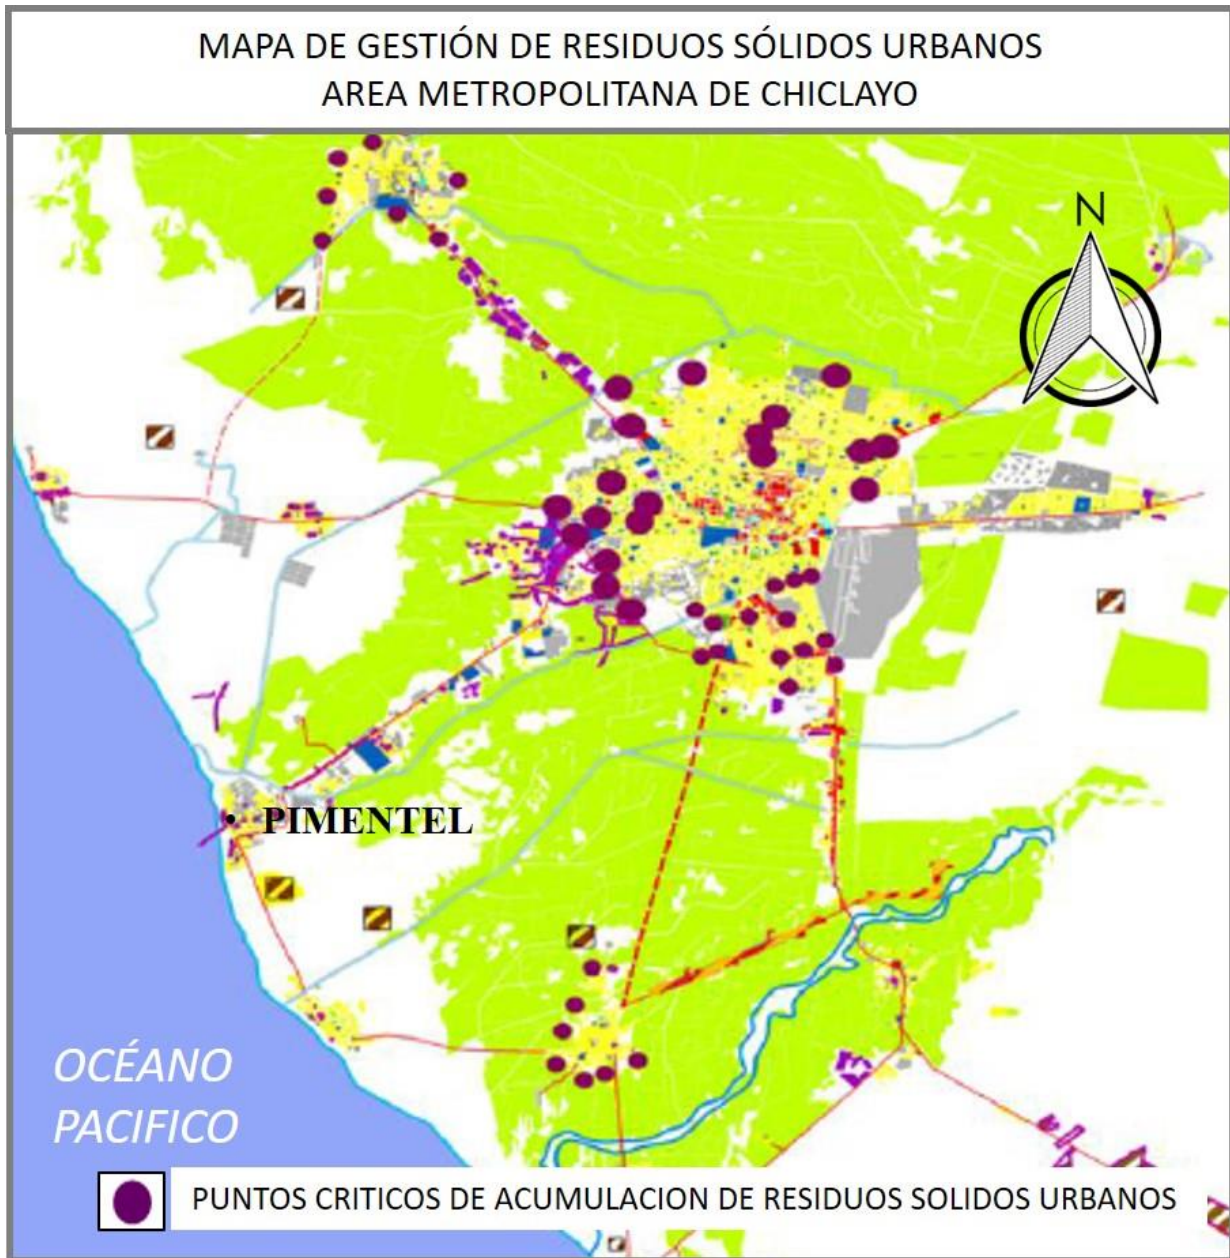 MAPA DE GESTIÓN DE RESIDUOS SÓLIDOS URBANOS
AREA METROPOLITANA DE CHICLAYO
N
• PIMENTEL
OCÉANO
PACIFICO
PUNTOS CRITICOS DE ACUMULACION DE RESIDUOS SOLIDOS URBANOS